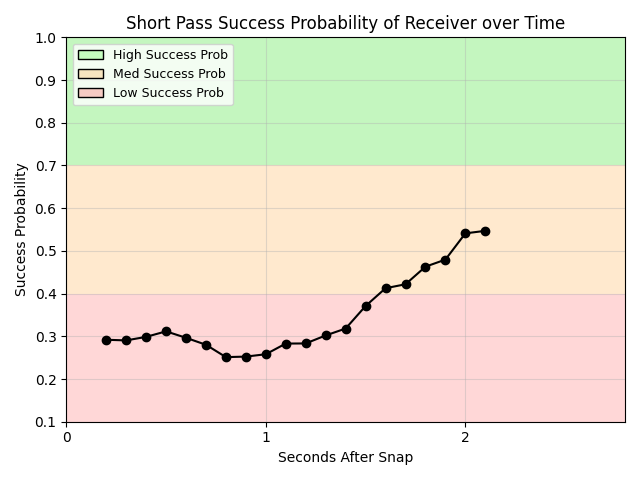 Short Pass Success Probability of Receiver over Time
High Success Prob
Med Success Prob
Low Success Prob
Success Probability
1.0
0.9
0.8
0.7
0.6
0.5
0.4
0.3
0.2
0.1
0
1
2
Seconds After Snap